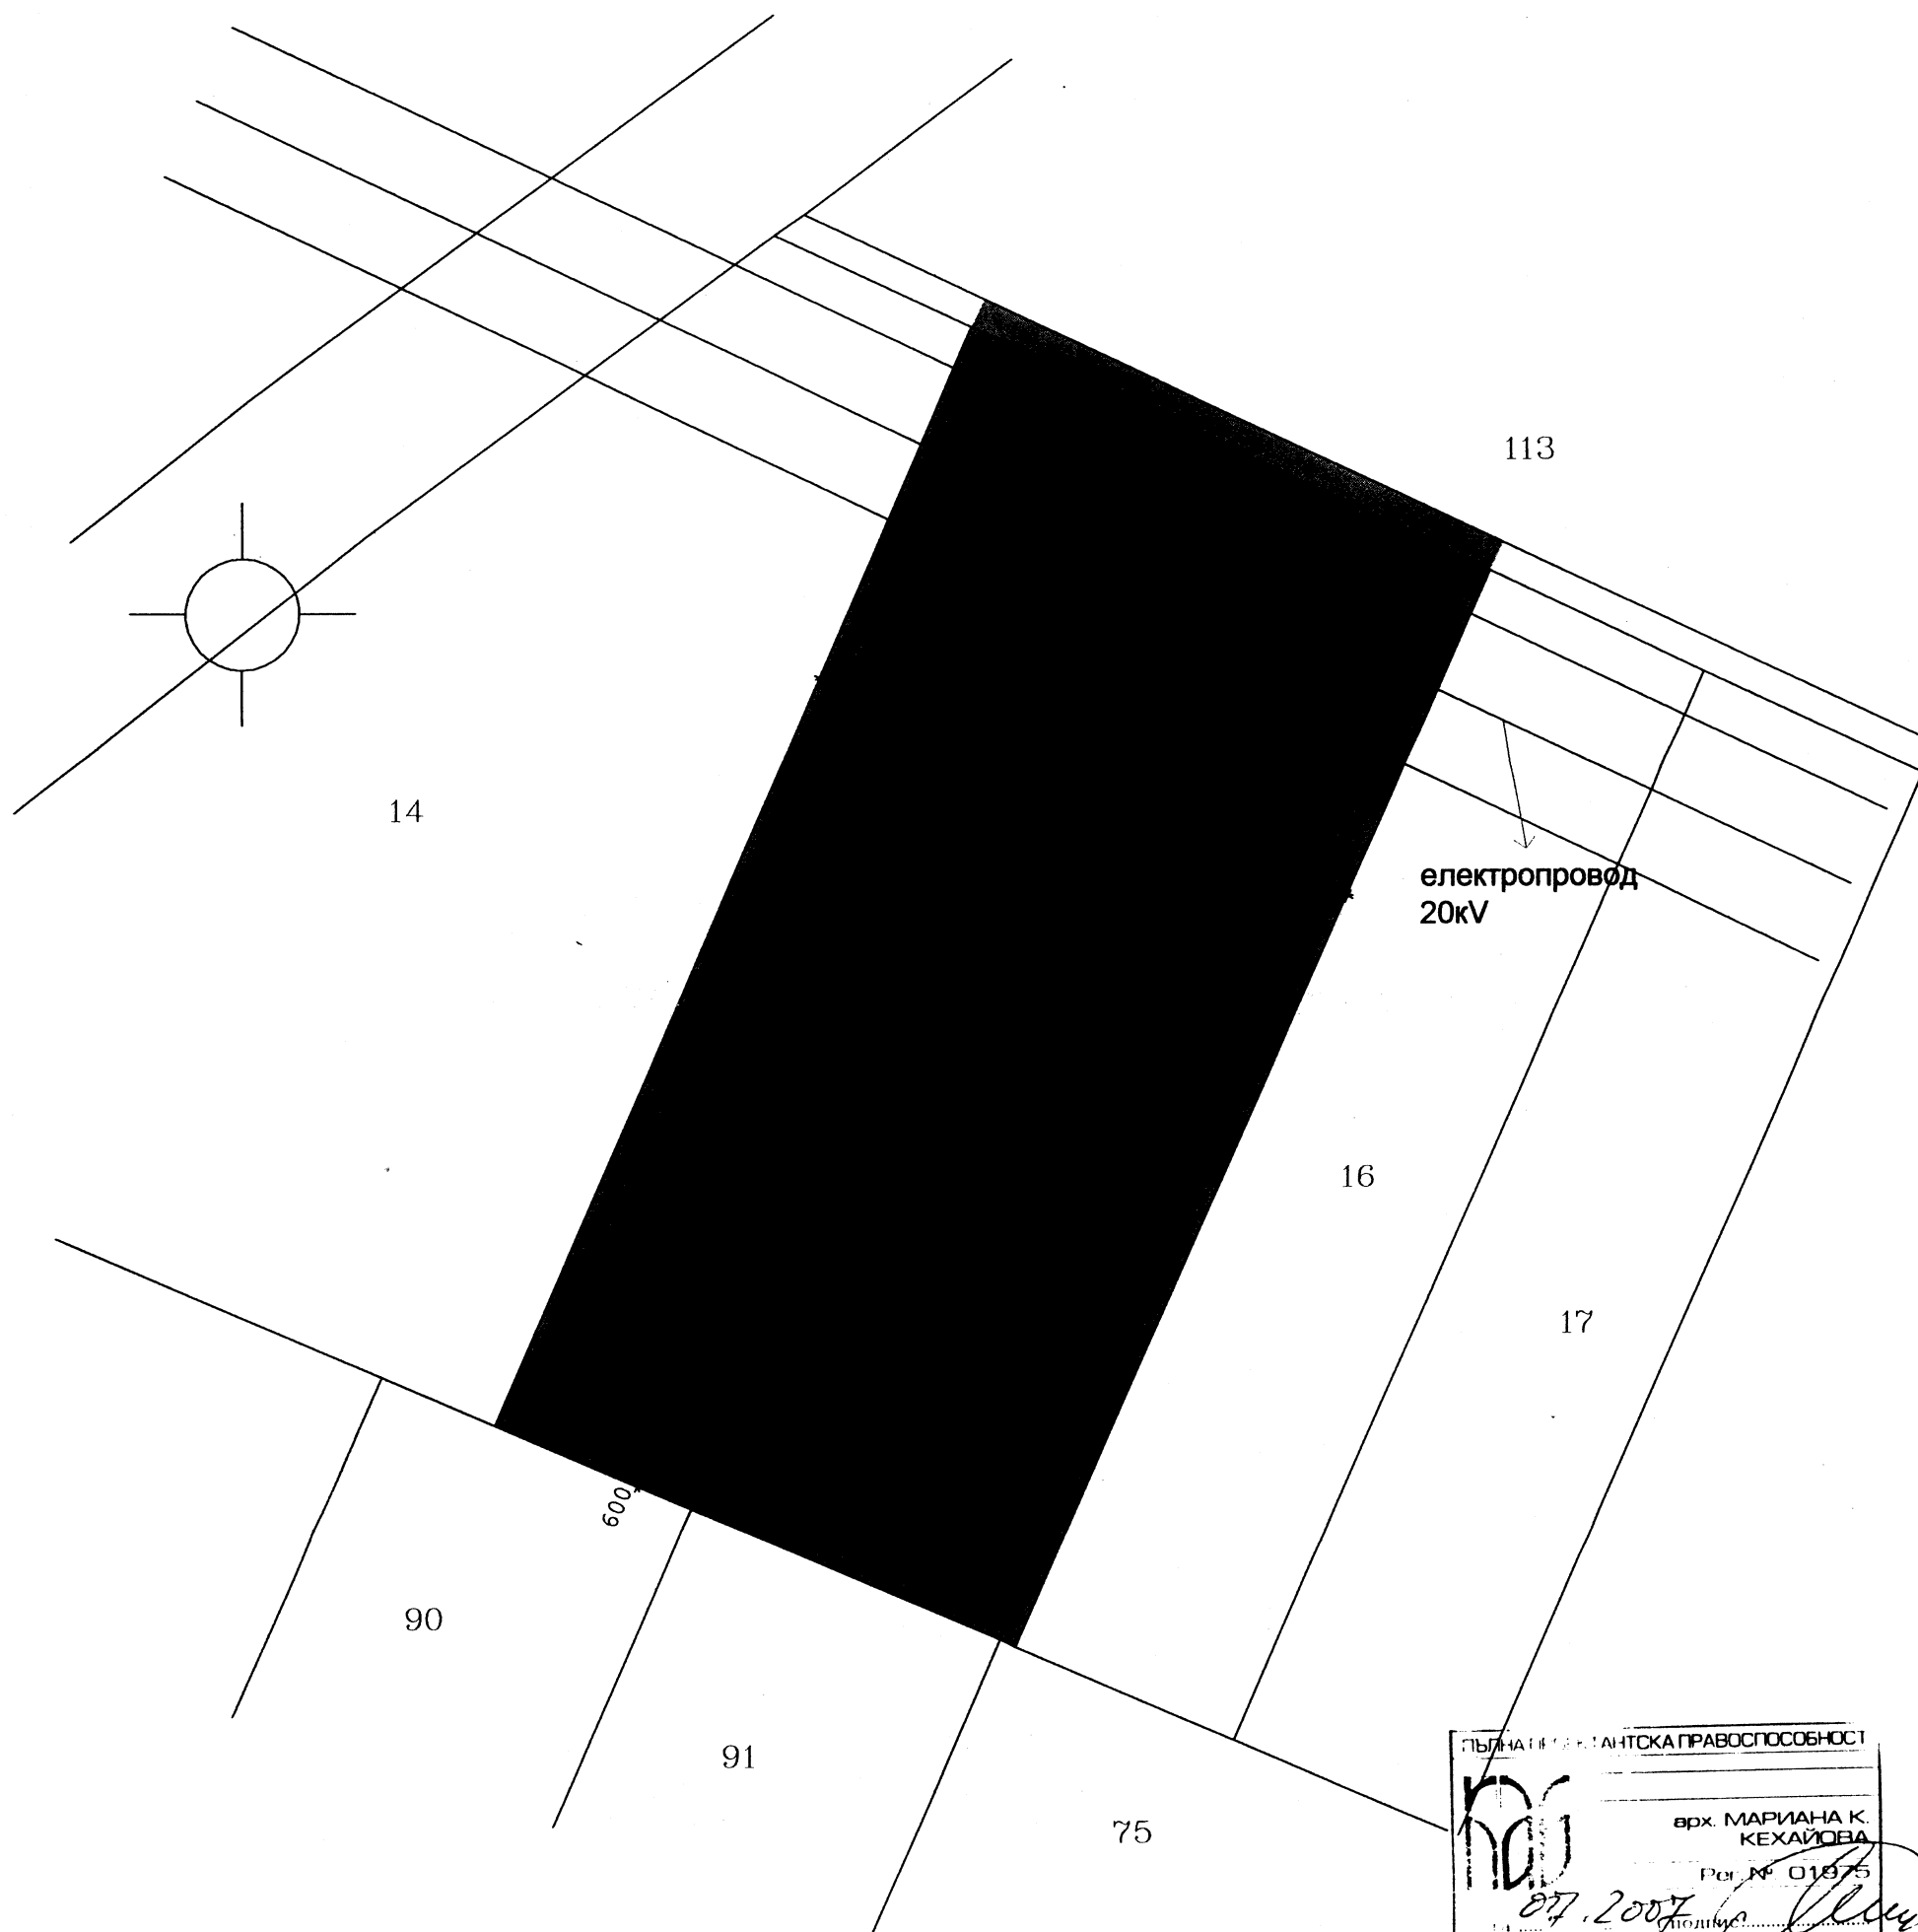 113
14
електропровод
20кV
16
17
600
90
91
75
ПЪЛНА ПРОЕКТАНТСКА ПРАВОСПОСОБНОСТ
арх. МАРИАНА К.
КЕХАЙОВА
Рег. № 01975
07.2007 подпис